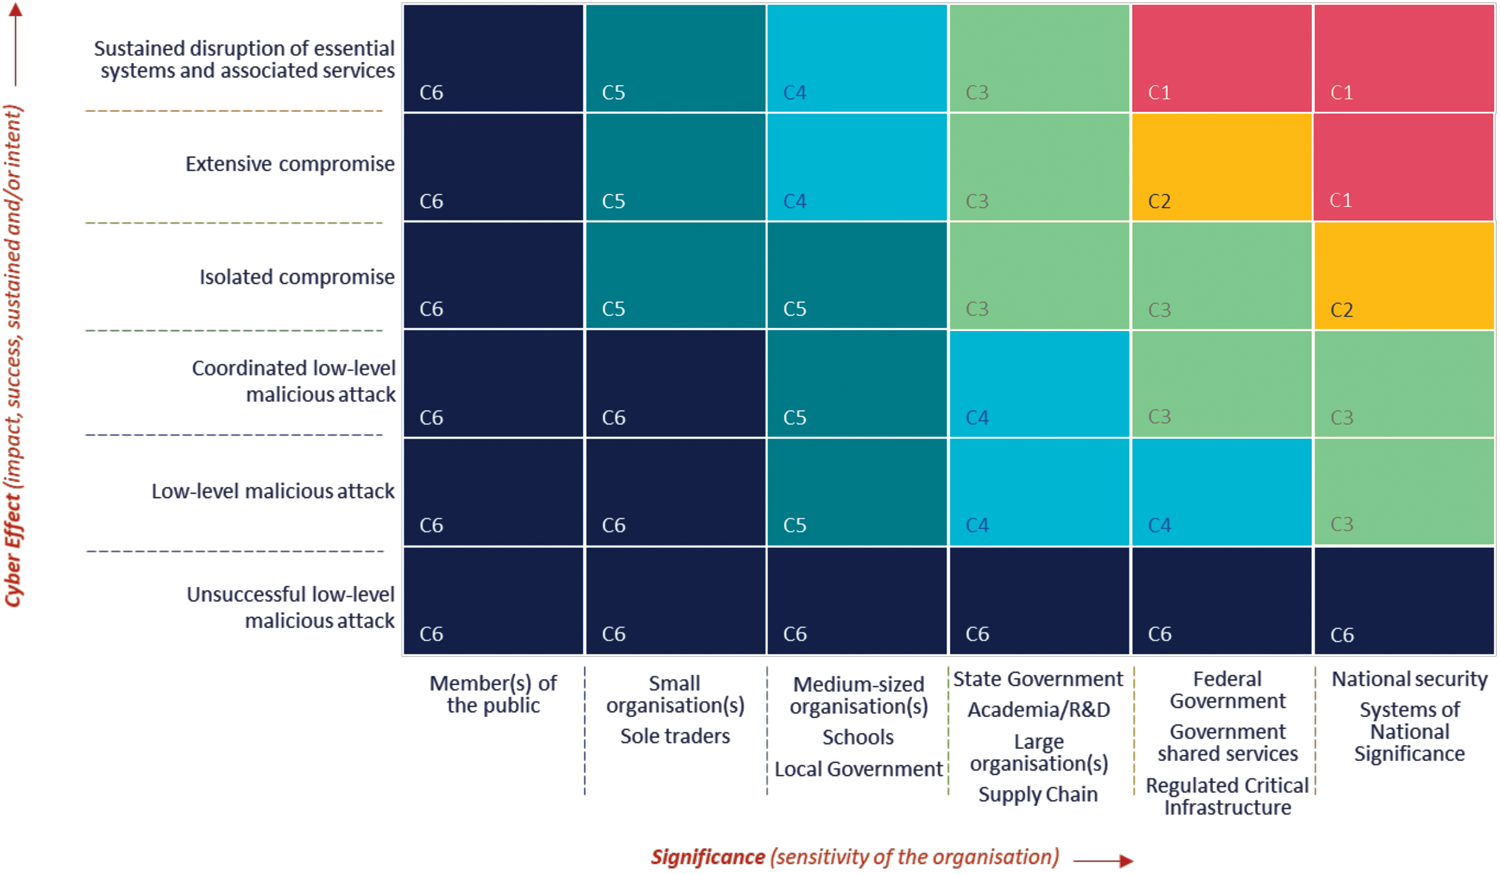 Cyber Effect (impact, success, sustained and/or intent)
Sustained disruption of essential
systems and associated services
C6 C5 C4 C3 C1 C1
Extensive compromise
C6 C5 C4 C3 C2 C1
Isolated compromise
C6 C5 C5 C3 C3 C2
Coordinated low-level
malicious attack
C6 C6 C5 C4 C3 C3
Low-level malicious attack
C6 C6 C5 C4 C4 C3
Unsuccessful low-level
malicious attack
C6 C6 C6 C6 C6 C6
Member(s) of
the public
Small
organisation(s)
Sole traders
Medium-sized
organisation(s)
Schools
Local Government
State Government
Academia/R&D
Large
organisation(s)
Supply Chain
Federal
Government
Government
shared services
Regulated Critical
Infrastructure
National security
Systems of
National
Significance
Significance (sensitivity of the organisation)